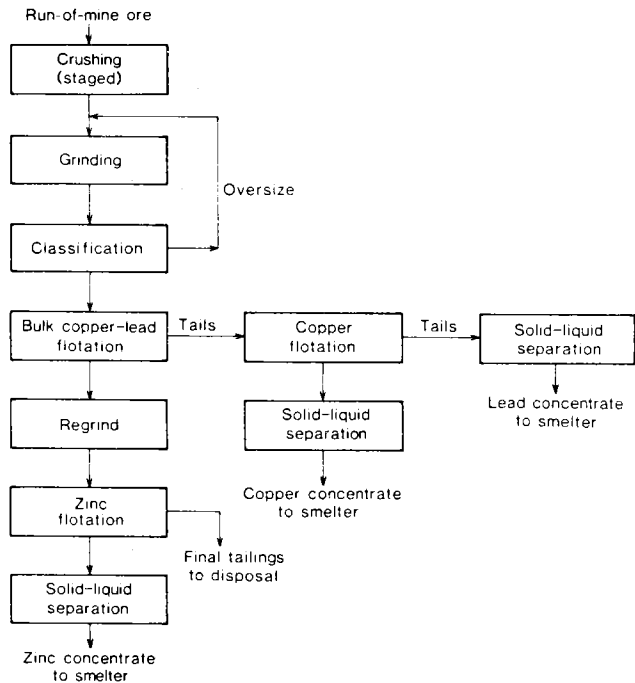 Run-of-mine ore
Crushing
(staged)
Grinding
Oversize
Classification
Bulk copper-lead
flotation
Tails
Copper
flotation
Tails
Solid-liquid
separation
Lead concentrate
to smelter
Regrind
Solid-liquid
separation
Copper concentrate
to smelter
Zinc
flotation
Final tailings
to disposal
Solid-liquid
separation
Zinc concentrate
to smelter